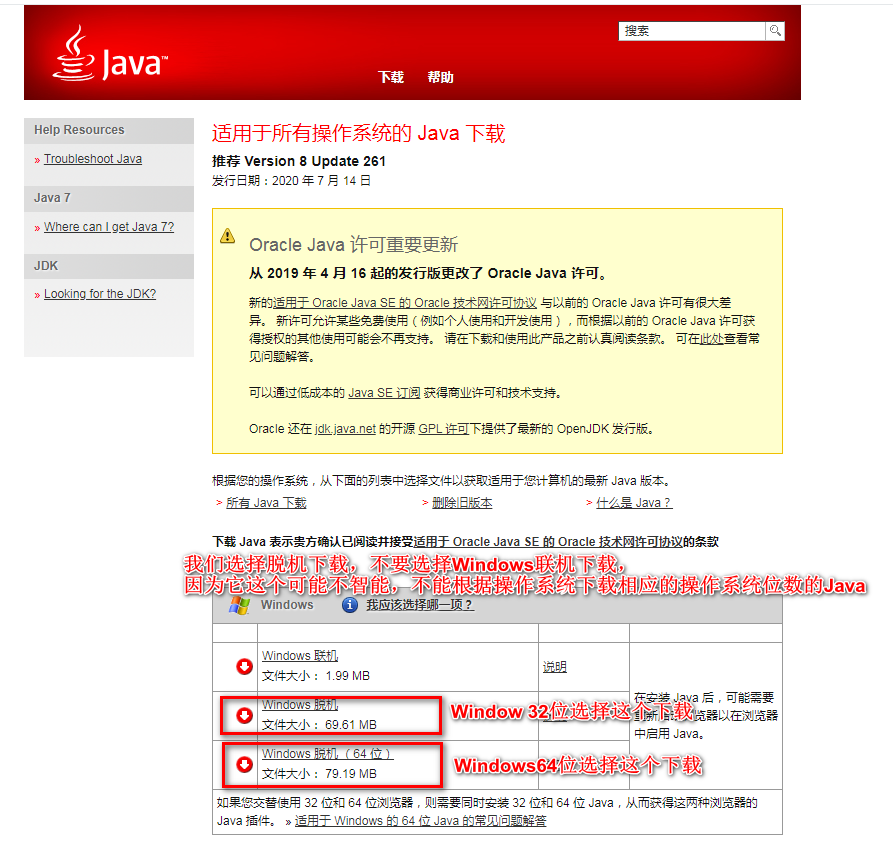 Java™
搜索
下载 帮助
Help Resources
» Troubleshoot Java
Java 7
» Where can I get Java 7?
JDK
» Looking for the JDK?
适用于所有操作系统的 Java 下载
推荐 Version 8 Update 261
发行日期：2020 年 7 月 14 日
Oracle Java 许可重要更新
从 2019 年 4 月 16 起的发行版更改了 Oracle Java 许可。
新的适用于 Oracle Java SE 的 Oracle 技术网许可协议 与以前的 Oracle Java 许可有很大差
异。 新许可允许某些免费使用（例如个人使用和开发使用），而根据以前的 Oracle Java 许可获
得授权的其他使用可能会不再支持。 请在下载和使用此产品之前认真阅读条款。 可在此处查看常
见问题解答。
可以通过低成本的 Java SE 订阅 获得商业许可和技术支持。
Oracle 还在 jdk.java.net 的开源 GPL 许可下提供了最新的 OpenJDK 发行版。
根据您的操作系统，从下面的列表中选择文件以获取适用于您计算机的最新 Java 版本。
> 所有 Java 下载 > 删除旧版本 > 什么是 Java ?
下载 Java 表示贵方确认已阅读并接受适用于 Oracle Java SE 的 Oracle 技术网许可协议的条款
我们选择脱机下载，不要选择Windows联机下载，
因为它这个可能不智能，不能根据操作系统下载相应的操作系统位数的Java
Windows 我应该选择哪一项？
Windows 联机
文件大小： 1.99 MB
说明
Windows 脱机
文件大小： 69.61 MB
Window 32位选择这个下载
在安装 Java 后，可能需要
器以在浏览器
中启用 Java。
Windows 脱机 （64 位）
文件大小： 79.19 MB
Windows64位选择这个下载
如果您交替使用 32 位和 64 位浏览器，则需要同时安装 32 位和 64 位 Java，从而获得这两种浏览器的
Java 插件。 » 适用于 Windows 的 64 位 Java 的常见问题解答